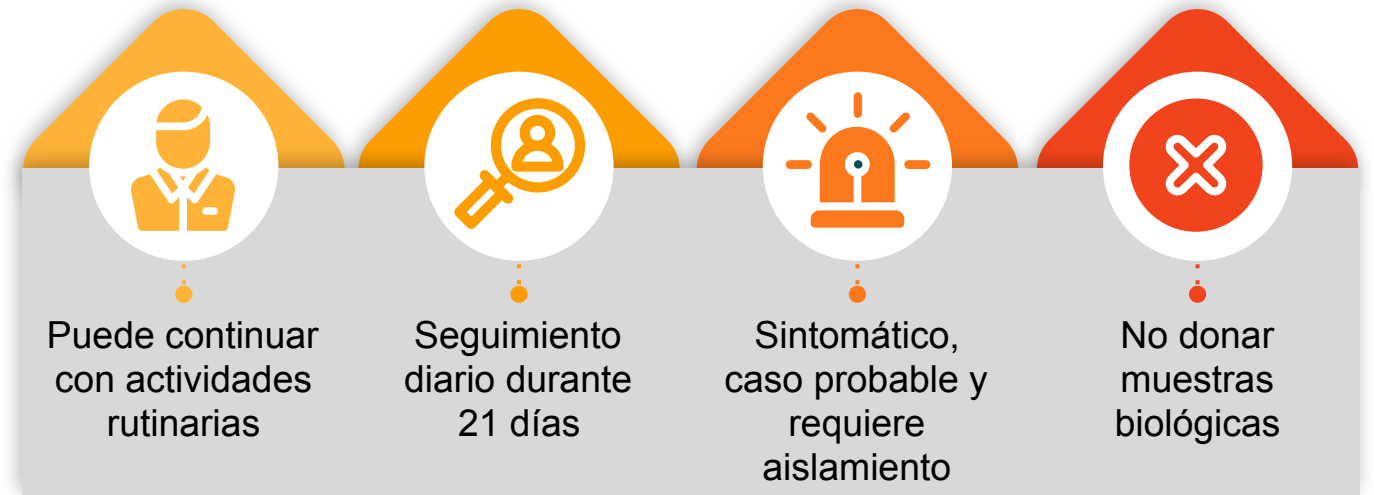 Puede continuar
con actividades
rutinarias
Seguimiento
diario durante
21 días
Sintomático,
caso probable y
requiere
aislamiento
No donar
muestras
biológicas